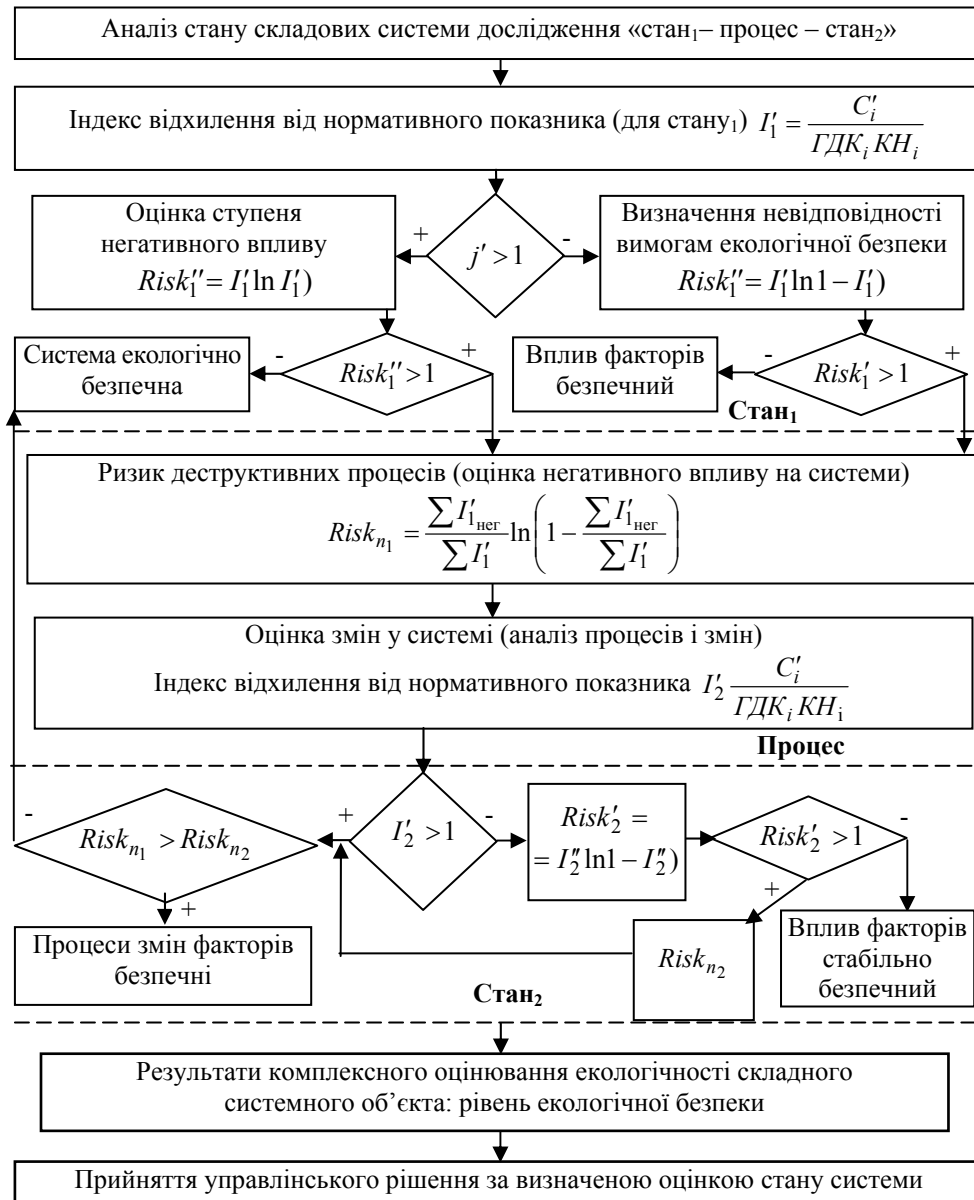 Аналіз стану складових системи дослідження «стан₁– процес – стан₂»
Індекс відхилення від нормативного показника (для стану₁) I′₁ = C′ᵢ / ГДКᵢ КНᵢ
Оцінка ступеня
негативного впливу
Risk″₁ = I′₁ ln I′₁)
+
j′ > 1
-
Визначення невідповідності
вимогам екологічної безпеки
Risk″₁ = I′₁ ln 1 – I′₁)
Система екологічно
безпечна
-
Risk″₁ > 1
+
Вплив факторів
безпечний
-
Risk′₁ > 1
+
Стан₁
Ризик деструктивних процесів (оцінка негативного впливу на системи)
Risk_n₁ = ∑ I′₁нег / ∑ I′₁ ln(1 – ∑ I′₁нег / ∑ I′₁)
Оцінка змін у системі (аналіз процесів і змін)
Індекс відхилення від нормативного показника I′₂ C′ᵢ / ГДКᵢ КНᵢ
Процес
-
Risk_n₁ > Risk_n₂
+
+
I′₂ > 1
-
Risk′₂ =
= I″₂ ln1 – I″₂)
Risk′₂ > 1
-
+
Процеси змін факторів
безпечні
Risk_n₂
Вплив факторів
стабільно
безпечний
Стан₂
Результати комплексного оцінювання екологічності складного
системного об’єкта: рівень екологічної безпеки
Прийняття управлінського рішення за визначеною оцінкою стану системи